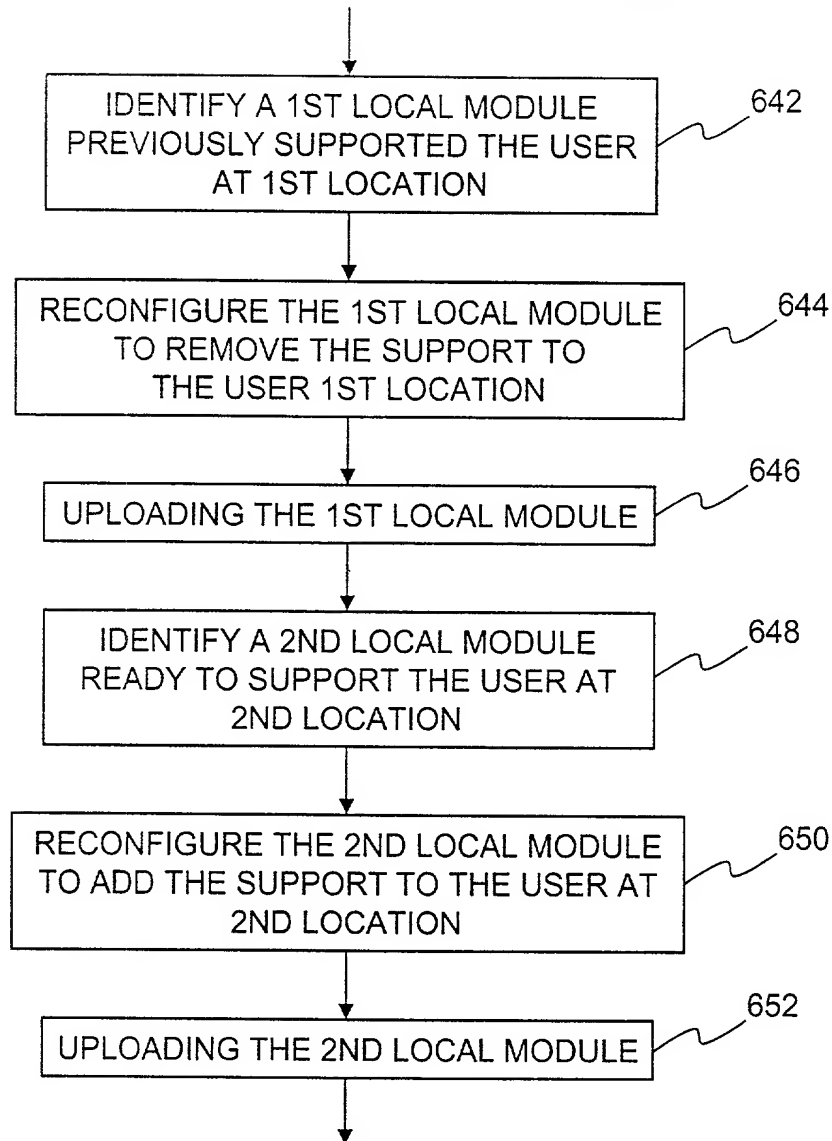 IDENTIFY A 1ST LOCAL MODULE
PREVIOUSLY SUPPORTED THE USER
AT 1ST LOCATION
642
RECONFIGURE THE 1ST LOCAL MODULE
TO REMOVE THE SUPPORT TO
THE USER 1ST LOCATION
644
UPLOADING THE 1ST LOCAL MODULE
646
IDENTIFY A 2ND LOCAL MODULE
READY TO SUPPORT THE USER AT
2ND LOCATION
648
RECONFIGURE THE 2ND LOCAL MODULE
TO ADD THE SUPPORT TO THE USER AT
2ND LOCATION
650
UPLOADING THE 2ND LOCAL MODULE
652